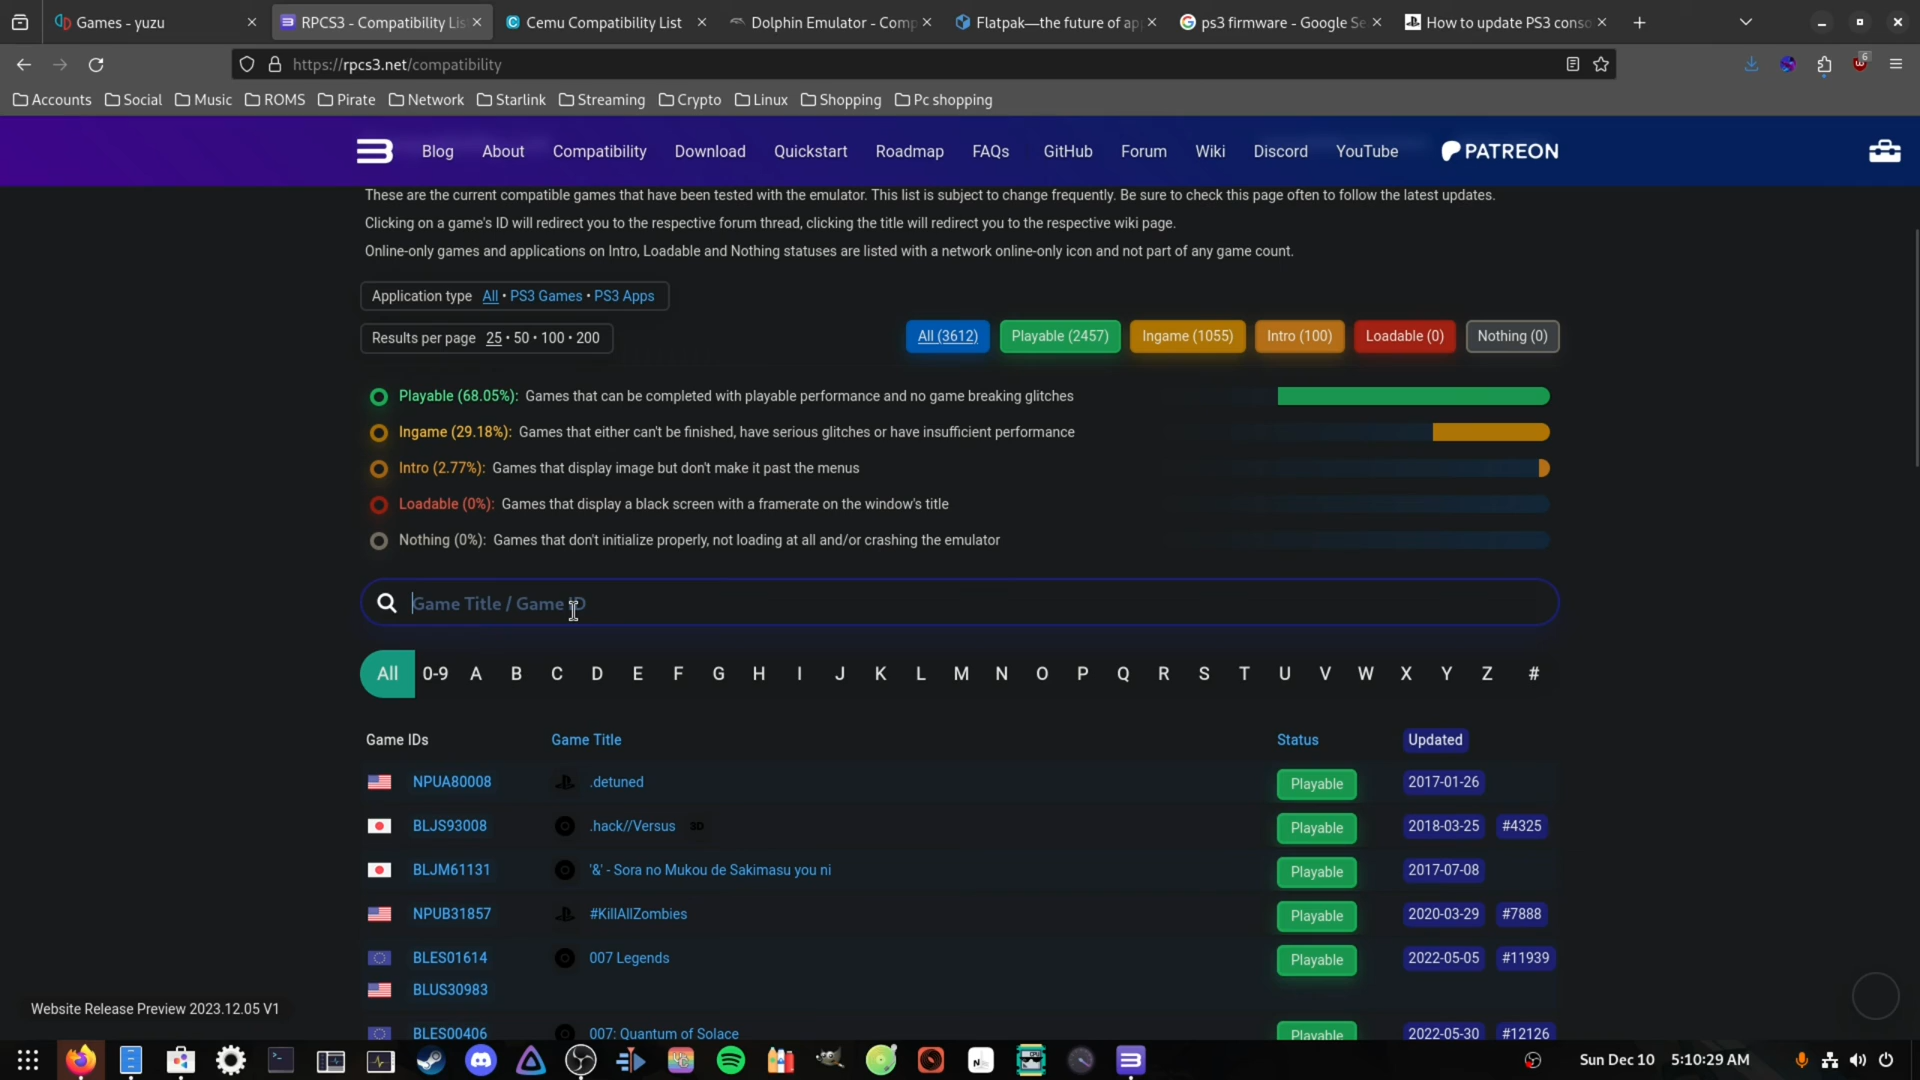 Games - yuzu
RPCS3 - Compatibility Lis
Cemu Compatibility List
Dolphin Emulator - Comp
Flatpak—the future of ap
ps3 firmware - Google Se
How to update PS3 conso
https://rpcs3.net/compatibility
6
Accounts Social Music ROMS Pirate Network Starlink Streaming Crypto Linux Shopping Pc shopping
Blog About Compatibility Download Quickstart Roadmap FAQs GitHub Forum Wiki Discord YouTube PATREON
These are the current compatible games that have been tested with the emulator. This list is subject to change frequently. Be sure to check this page often to follow the latest updates.
Clicking on a game's ID will redirect you to the respective forum thread, clicking the title will redirect you to the respective wiki page.
Online-only games and applications on Intro, Loadable and Nothing statuses are listed with a network online-only icon and not part of any game count.
Application type All • PS3 Games • PS3 Apps
Results per page 25 • 50 • 100 • 200
All (3612) Playable (2457) Ingame (1055) Intro (100) Loadable (0) Nothing (0)
Playable (68.05%): Games that can be completed with playable performance and no game breaking glitches
Ingame (29.18%): Games that either can't be finished, have serious glitches or have insufficient performance
Intro (2.77%): Games that display image but don't make it past the menus
Loadable (0%): Games that display a black screen with a framerate on the window's title
Nothing (0%): Games that don't initialize properly, not loading at all and/or crashing the emulator
Game Title / Game ID
All 0-9 A B C D E F G H I J K L M N O P Q R S T U V W X Y Z #
Game IDs Game Title Status Updated
NPUA80008 .detuned Playable 2017-01-26
BLJS93008 .hack//Versus 3D Playable 2018-03-25 #4325
BLJM61131 '&' - Sora no Mukou de Sakimasu you ni Playable 2017-07-08
NPUB31857 #KillAllZombies Playable 2020-03-29 #7888
BLES01614 007 Legends Playable 2022-05-05 #11939
BLUS30983
BLES00406 007: Quantum of Solace Playable 2022-05-30 #12126
Website Release Preview 2023.12.05 V1
Sun Dec 10 5:10:29 AM